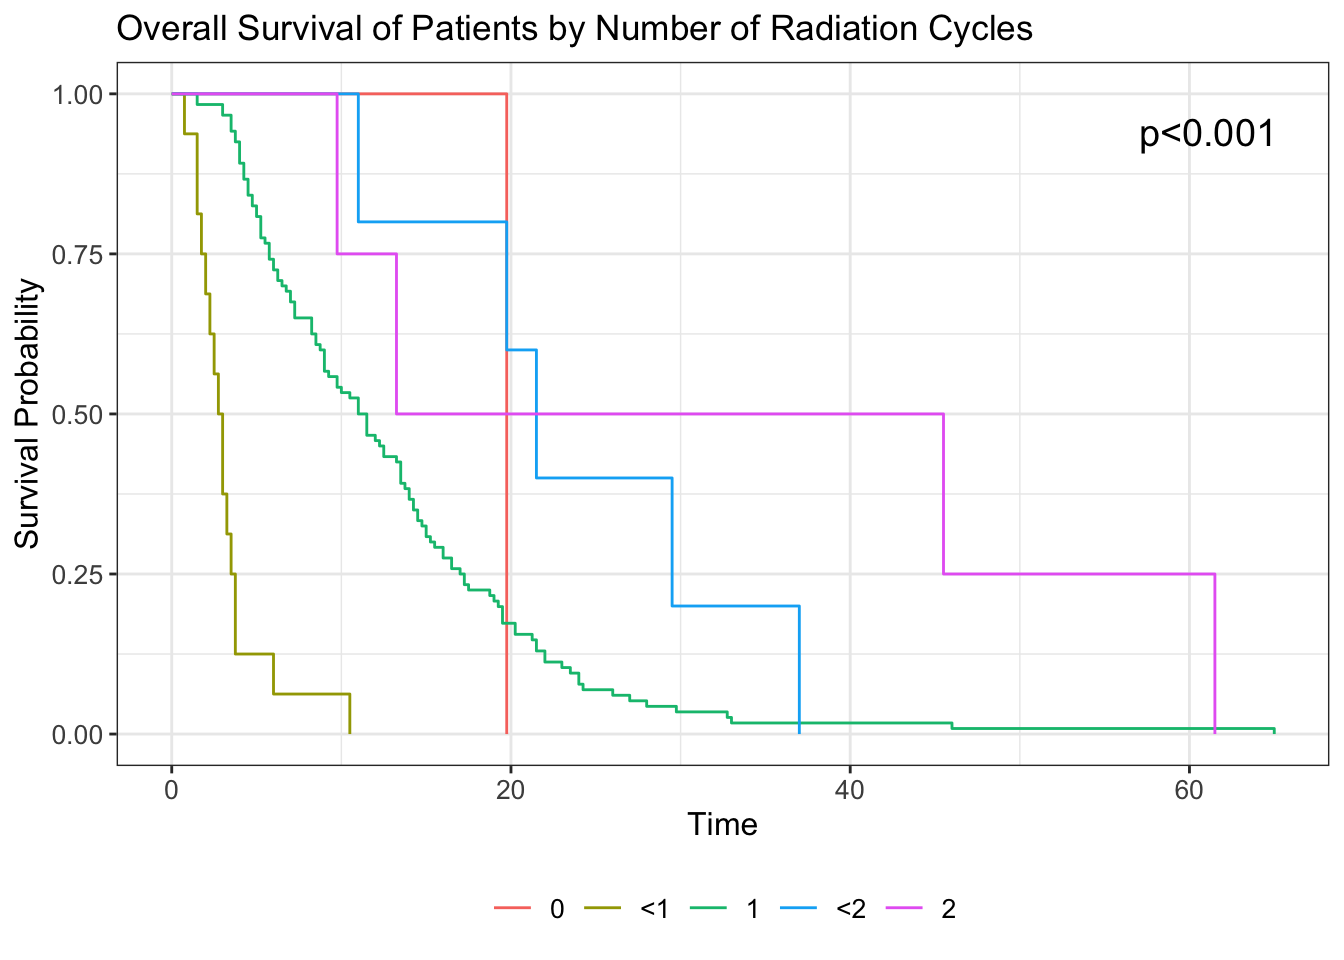 Overall Survival of Patients by Number of Radiation Cycles
p<0.001
Survival Probability
1.00
0.75
0.50
0.25
0.00
0 20 40 60
Time
0 <1 1 <2 2